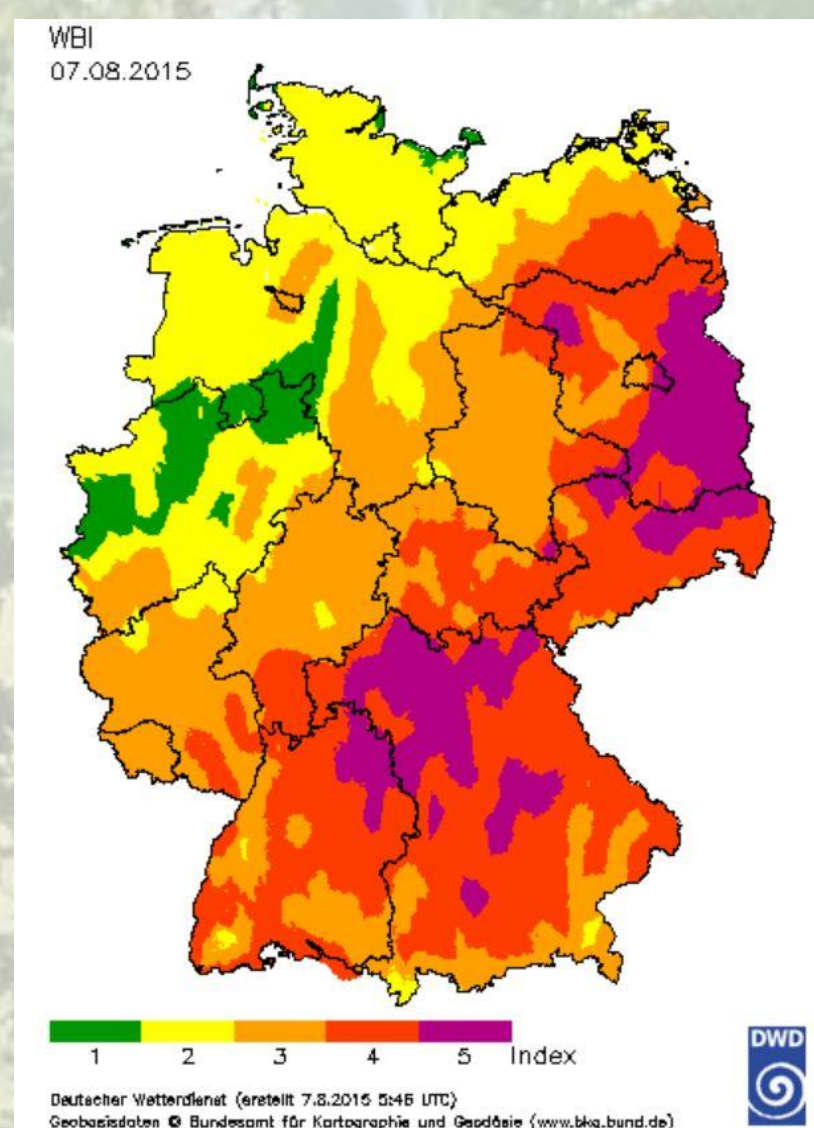 WBI
07.08.2015
1 2 3 4 5 Index
DWD
Deutscher Wetterdienst (erstellt 7.8.2015 5:46 UTC)
Geobasisdaten © Bundesamt für Kartographie und Geodäsie (www.bkg.bund.de)